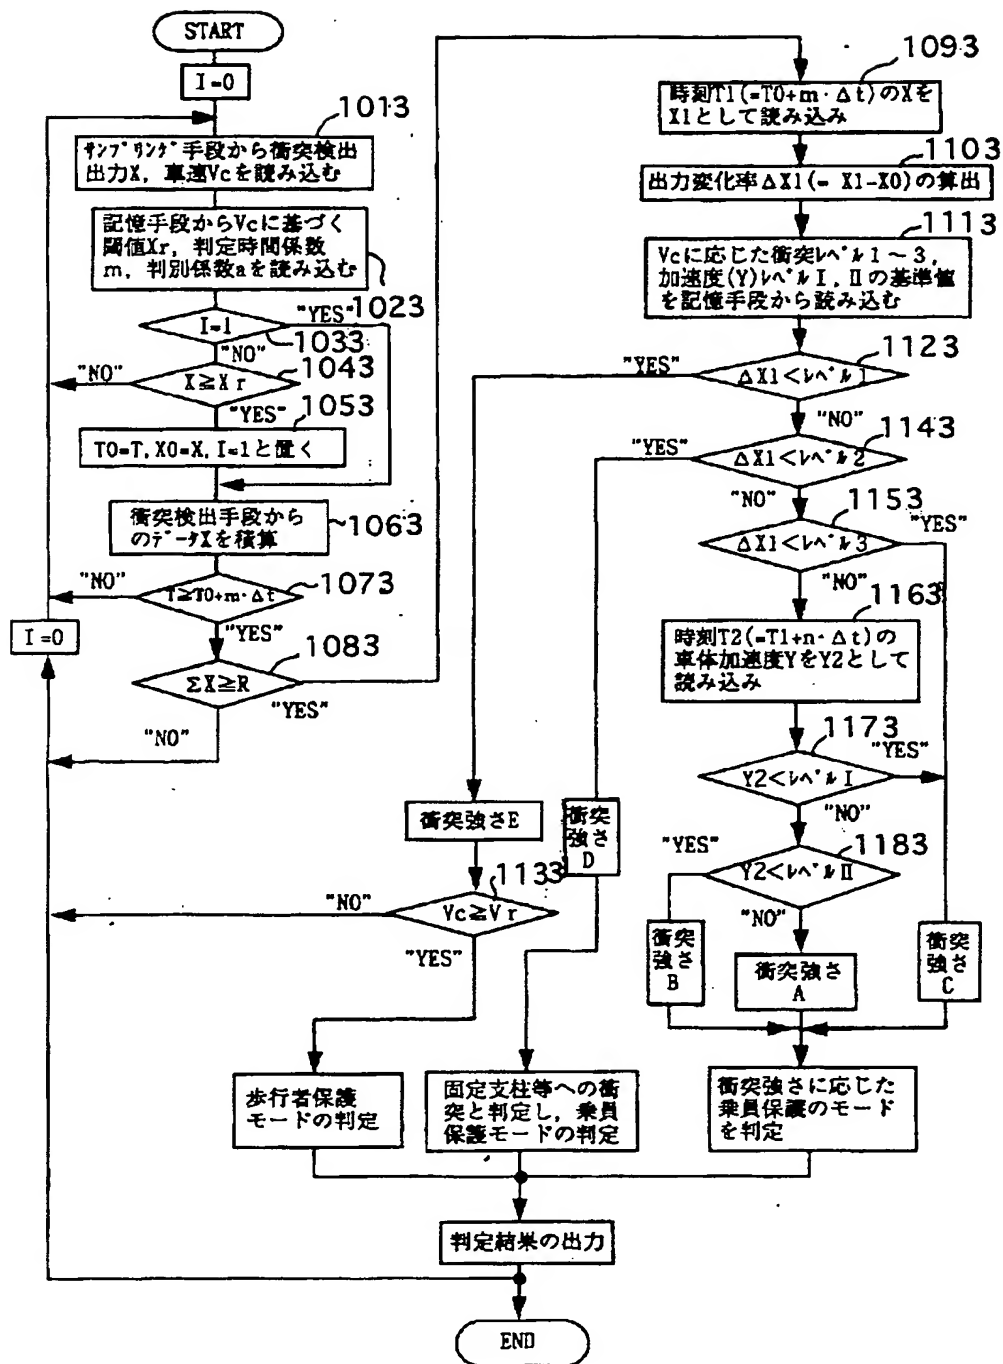 START
I=0
1013
サンプリング手段から衝突検出
出力X, 車速Vcを読み込む
記憶手段からVcに基づく
閾値Xr, 判定時間係数
m, 判別係数aを読み込む
1023
I=1
"YES"
1033
"NO"
X≧Xr
1043
"NO"
"YES"
1053
T0=T, X0=X, I=1と置く
衝突検出手段から
のデータXを積算
1063
T≧T0+m·Δt
1073
"NO"
"YES"
I=0
ΣX≧R
1083
"YES"
"NO"
1093
時刻T1(=T0+m·Δt)のXを
X1として読み込み
1103
出力変化率ΔX1(= X1-X0)の算出
1113
Vcに応じた衝突レベル1~3,
加速度(Y)レベルI, IIの基準値
を記憶手段から読み込む
1123
ΔX1<レベル1
"YES"
"NO"
1143
ΔX1<レベル2
"YES"
"NO"
1153
ΔX1<レベル3
"YES"
"NO"
1163
時刻T2(=T1+n·Δt)の
車体加速度YをY2として
読み込み
1173
Y2<レベルI
"YES"
"NO"
1183
Y2<レベルII
"YES"
"NO"
衝突強さE
衝突
強さ
D
1133
Vc≧Vr
"NO"
"YES"
衝突
強さ
B
衝突強さ
A
衝突
強さ
C
歩行者保護
モードの判定
固定支柱等への衝
突と判定し, 乗員
保護モードの判定
衝突強さに応じた
乗員保護のモード
を判定
判定結果の出力
END